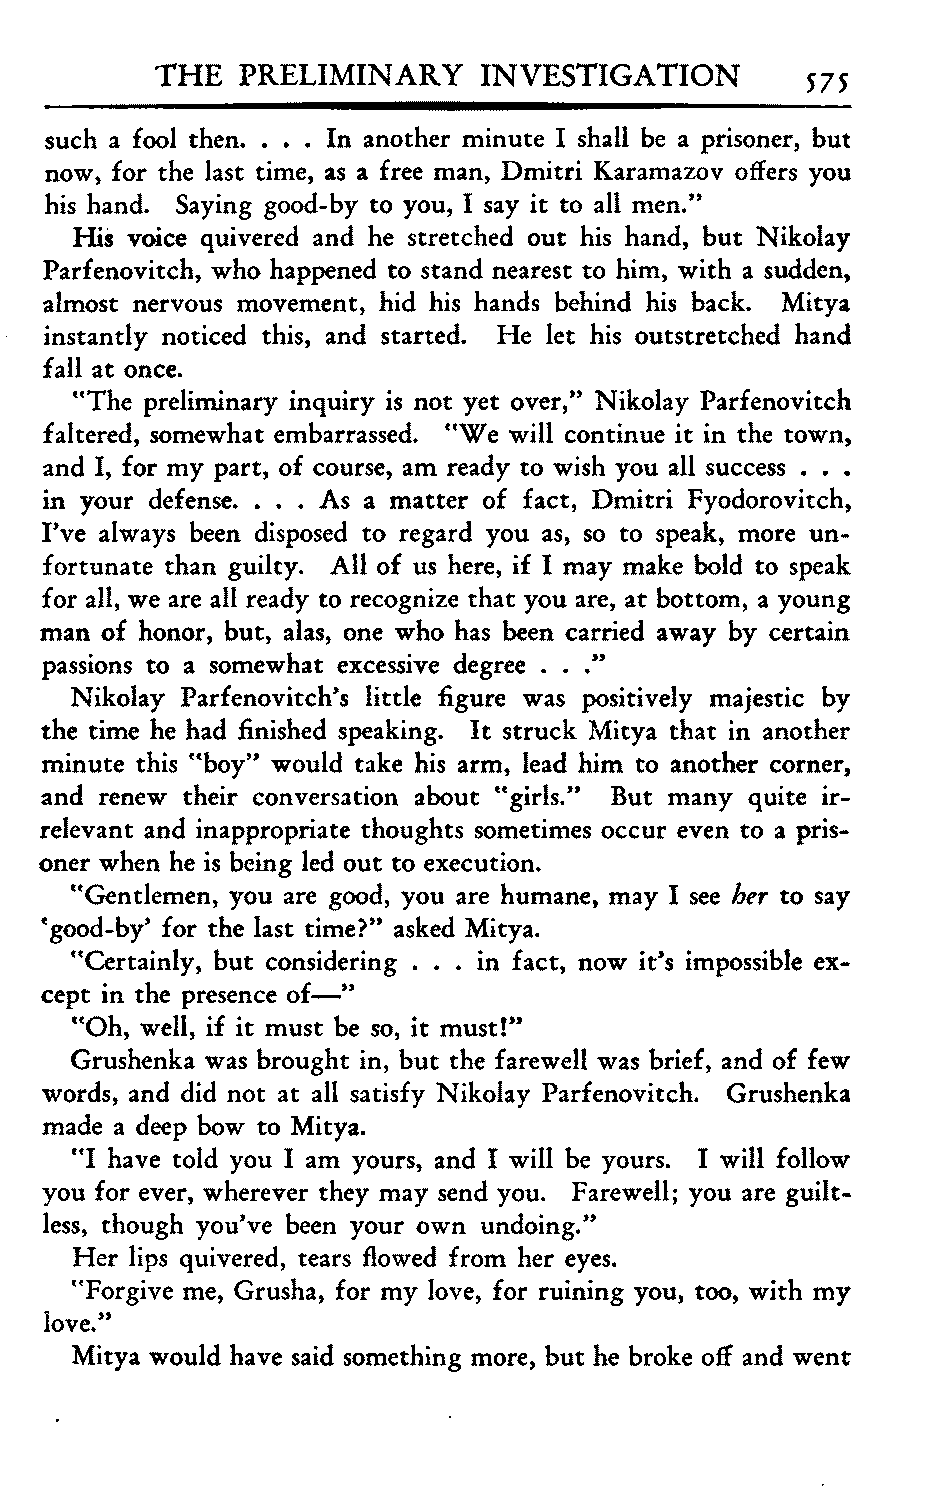 THE PRELIMINARY INVESTIGATION 575
such a fool then. . . . In another minute I shall be a prisoner, but
now, for the last time, as a free man, Dmitri Karamazov offers you
his hand. Saying good-by to you, I say it to all men."
His voice quivered and he stretched out his hand, but Nikolay
Parfenovitch, who happened to stand nearest to him, with a sudden,
almost nervous movement, hid his hands behind his back. Mitya
instantly noticed this, and started. He let his outstretched hand
fall at once.
"The preliminary inquiry is not yet over," Nikolay Parfenovitch
faltered, somewhat embarrassed. "We will continue it in the town,
and I, for my part, of course, am ready to wish you all success . . .
in your defense. . . . As a matter of fact, Dmitri Fyodorovitch,
I've always been disposed to regard you as, so to speak, more un-
fortunate than guilty. All of us here, if I may make bold to speak
for all, we are all ready to recognize that you are, at bottom, a young
man of honor, but, alas, one who has been carried away by certain
passions to a somewhat excessive degree . . ."
Nikolay Parfenovitch's little figure was positively majestic by
the time he had finished speaking. It struck Mitya that in another
minute this "boy" would take his arm, lead him to another corner,
and renew their conversation about "girls." But many quite ir-
relevant and inappropriate thoughts sometimes occur even to a pris-
oner when he is being led out to execution.
"Gentlemen, you are good, you are humane, may I see her to say
'good-by' for the last time?" asked Mitya.
"Certainly, but considering . . . in fact, now it's impossible ex-
cept in the presence of—"
"Oh, well, if it must be so, it must!"
Grushenka was brought in, but the farewell was brief, and of few
words, and did not at all satisfy Nikolay Parfenovitch. Grushenka
made a deep bow to Mitya.
"I have told you I am yours, and I will be yours. I will follow
you for ever, wherever they may send you. Farewell; you are guilt-
less, though you've been your own undoing."
Her lips quivered, tears flowed from her eyes.
"Forgive me, Grusha, for my love, for ruining you, too, with my
love."
Mitya would have said something more, but he broke off and went